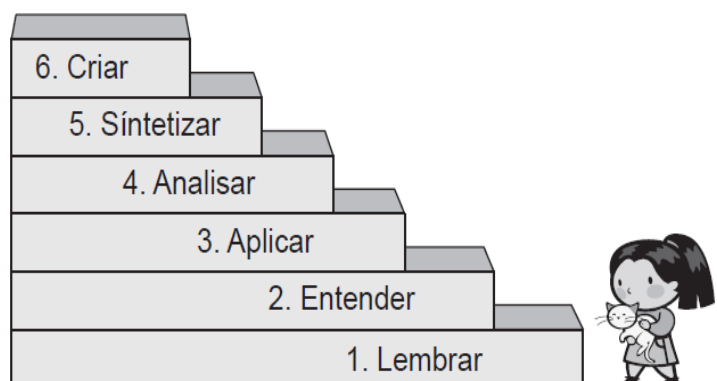 6. Criar
5. Síntetizar
4. Analisar
3. Aplicar
2. Entender
1. Lembrar